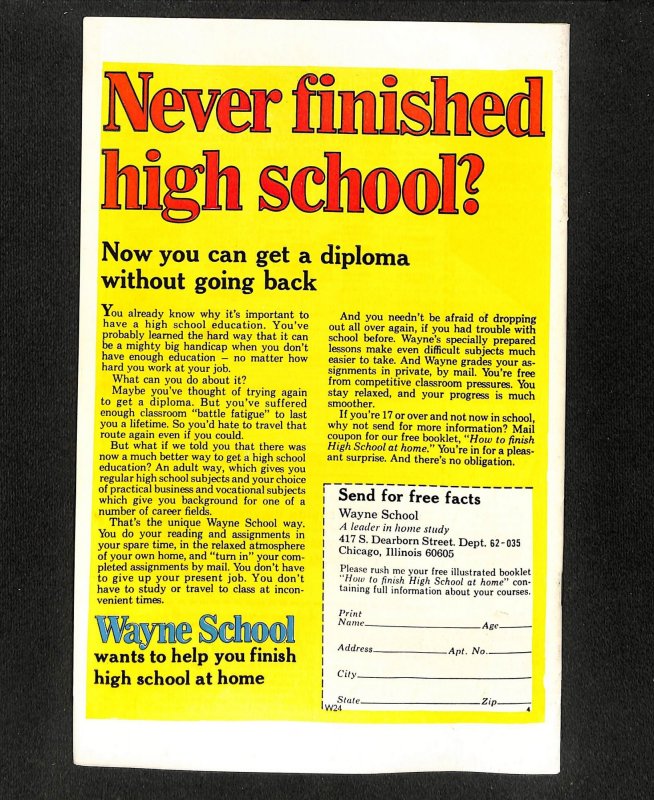 Never finished
high school?
Now you can get a diploma
without going back
You already know why it's important to
have a high school education. You've
probably learned the hard way that it can
be a mighty big handicap when you don't
have enough education — no matter how
hard you work at your job.
What can you do about it?
Maybe you've thought of trying again
to get a diploma. But you've suffered
enough classroom "battle fatigue" to last
you a lifetime. So you'd hate to travel that
route again even if you could.
But what if we told you that there was
now a much better way to get a high school
education? An adult way, which gives you
regular high school subjects and your choice
of practical business and vocational subjects
which give you background for one of a
number of career fields.
That's the unique Wayne School way.
You do your reading and assignments in
your spare time, in the relaxed atmosphere
of your own home, and "turn in" your com-
pleted assignments by mail. You don't have
to give up your present job. You don't
have to study or travel to class at incon-
venient times.
Wayne School
wants to help you finish
high school at home
And you needn't be afraid of dropping
out all over again, if you had trouble with
school before. Wayne's specially prepared
lessons make even difficult subjects much
easier to take. And Wayne grades your as-
signments in private, by mail. You're free
from competitive classroom pressures. You
stay relaxed, and your progress is much
smoother.
If you're 17 or over and not now in school,
why not send for more information? Mail
coupon for our free booklet, "How to finish
High School at home." You're in for a pleas-
ant surprise. And there's no obligation.
Send for free facts
Wayne School
A leader in home study
417 S. Dearborn Street. Dept. 62-035
Chicago, Illinois 60605
Please rush me your free illustrated booklet
"How to finish High School at home" con-
taining full information about your courses.
Print
Name Age
Address Apt. No.
City
State Zip
W24 4